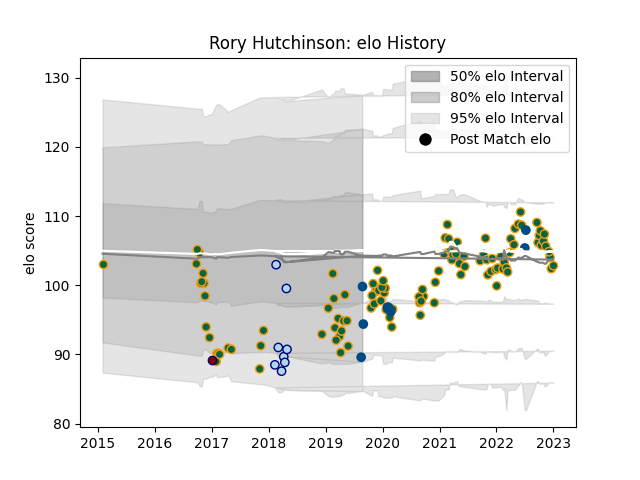 Rory Hutchinson: elo History
50% elo Interval
80% elo Interval
95% elo Interval
Post Match elo
elo score
130
120
110
100
90
80
2015 2016 2017 2018 2019 2020 2021 2022 2023